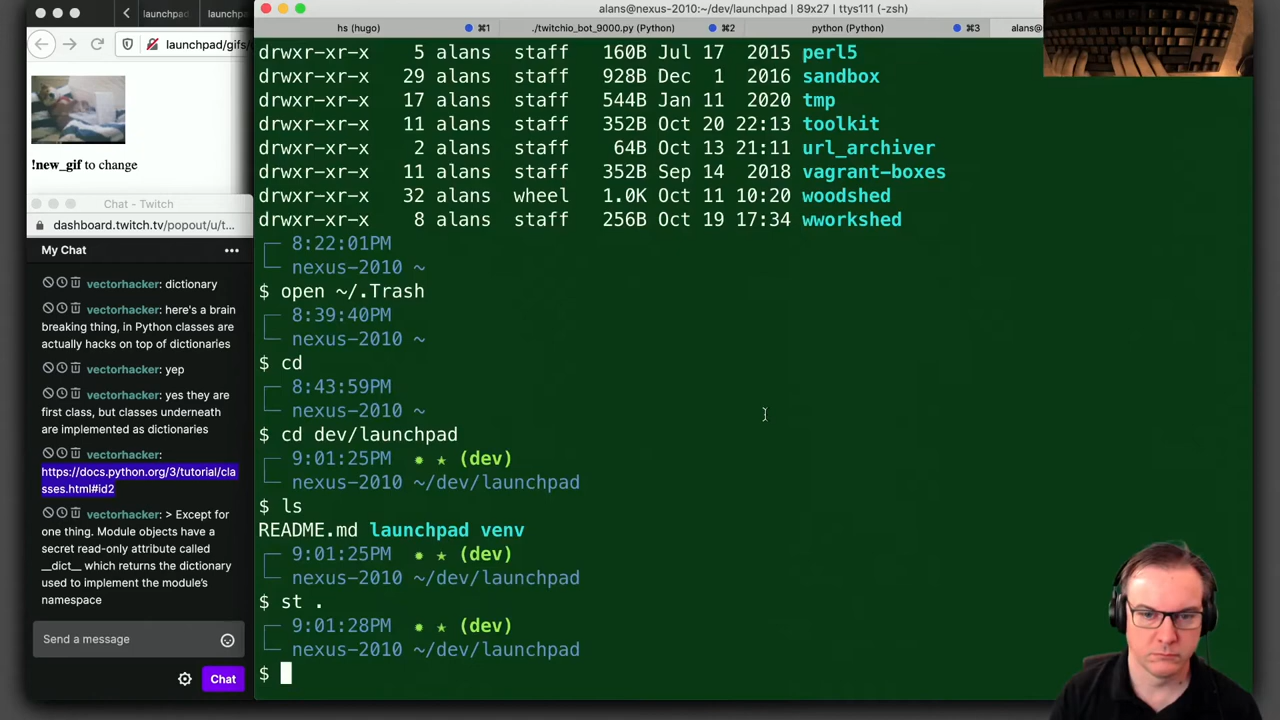 alans@nexus-2010:~/dev/launchpad | 89x27 | ttys111 (-zsh)
launchpad
launchpad
hs (hugo) ⌘1
./twitchio_bot_9000.py (Python) ⌘2
python (Python) ⌘3
alans@
launchpad/gifs/
!new_gif to change
Chat - Twitch
dashboard.twitch.tv/popout/u/t...
My Chat
vectorhacker: dictionary
vectorhacker: here's a brain
breaking thing, in Python classes are
actually hacks on top of dictionaries
vectorhacker: yep
vectorhacker: yes they are
first class, but classes underneath
are implemented as dictionaries
vectorhacker:
https://docs.python.org/3/tutorial/cla
sses.html#id2
vectorhacker: > Except for
one thing. Module objects have a
secret read-only attribute called
__dict__ which returns the dictionary
used to implement the module's
namespace
Send a message
Chat
drwxr-xr-x 5 alans staff 160B Jul 17 2015 perl5
drwxr-xr-x 29 alans staff 928B Dec 1 2016 sandbox
drwxr-xr-x 17 alans staff 544B Jan 11 2020 tmp
drwxr-xr-x 11 alans staff 352B Oct 20 22:13 toolkit
drwxr-xr-x 2 alans staff 64B Oct 13 21:11 url_archiver
drwxr-xr-x 11 alans staff 352B Sep 14 2018 vagrant-boxes
drwxr-xr-x 32 alans wheel 1.0K Oct 11 10:20 woodshed
drwxr-xr-x 8 alans staff 256B Oct 19 17:34 wworkshed
8:22:01PM
nexus-2010 ~
$ open ~/.Trash
8:39:40PM
nexus-2010 ~
$ cd
8:43:59PM
nexus-2010 ~
$ cd dev/launchpad
9:01:25PM ✹ ★ (dev)
nexus-2010 ~/dev/launchpad
$ ls
README.md launchpad venv
9:01:25PM ✹ ★ (dev)
nexus-2010 ~/dev/launchpad
$ st .
9:01:28PM ✹ ★ (dev)
nexus-2010 ~/dev/launchpad
$